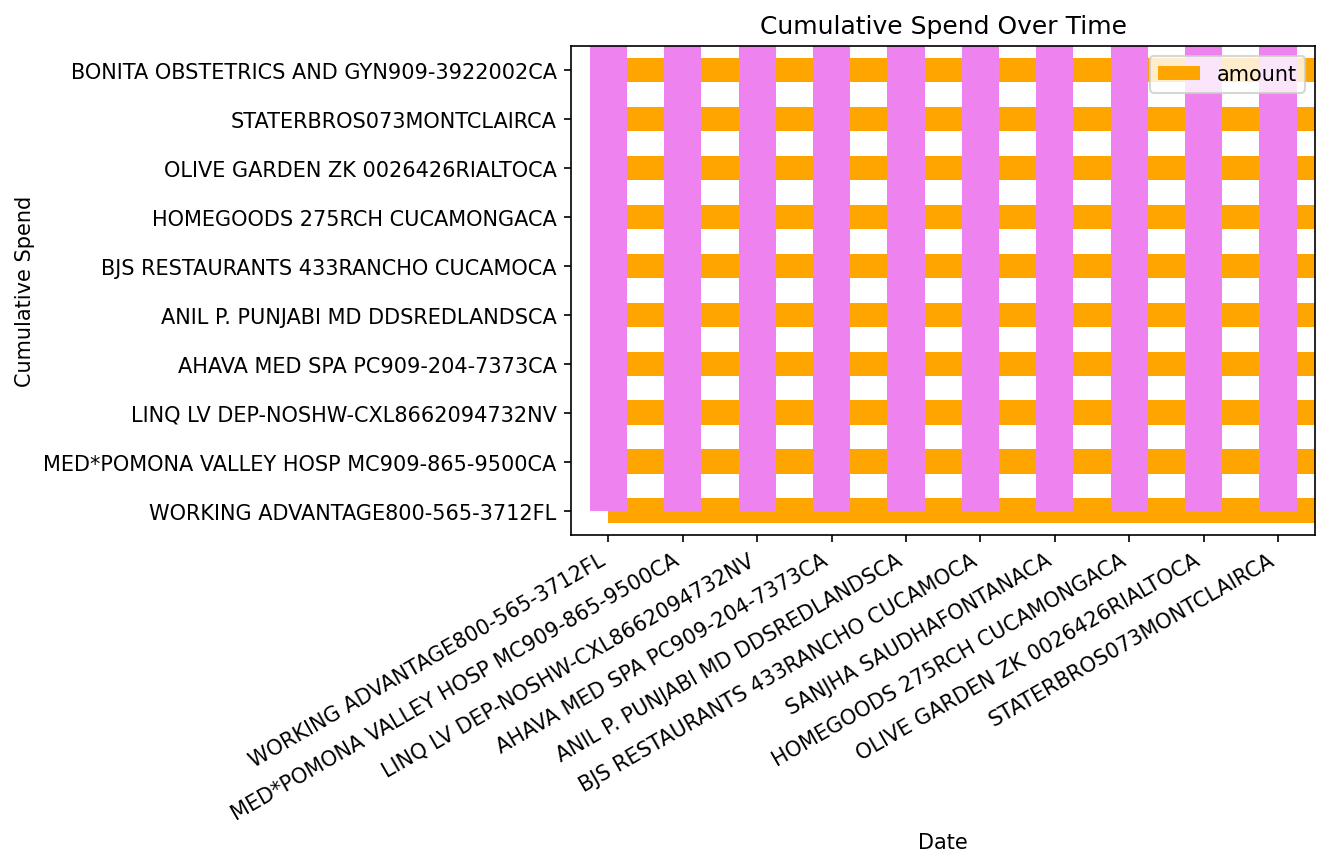 Cumulative Spend Over Time
amount
Cumulative Spend
BONITA OBSTETRICS AND GYN909-3922002CA
STATERBROS073MONTCLAIRCA
OLIVE GARDEN ZK 0026426RIALTOCA
HOMEGOODS 275RCH CUCAMONGACA
BJS RESTAURANTS 433RANCHO CUCAMOCA
ANIL P. PUNJABI MD DDSREDLANDSCA
AHAVA MED SPA PC909-204-7373CA
LINQ LV DEP-NOSHW-CXL8662094732NV
MED*POMONA VALLEY HOSP MC909-865-9500CA
WORKING ADVANTAGE800-565-3712FL
WORKING ADVANTAGE800-565-3712FL
MED*POMONA VALLEY HOSP MC909-865-9500CA
LINQ LV DEP-NOSHW-CXL8662094732NV
AHAVA MED SPA PC909-204-7373CA
ANIL P. PUNJABI MD DDSREDLANDSCA
BJS RESTAURANTS 433RANCHO CUCAMOCA
SANJHA SAUDHAFONTANACA
HOMEGOODS 275RCH CUCAMONGACA
OLIVE GARDEN ZK 0026426RIALTOCA
STATERBROS073MONTCLAIRCA
Date